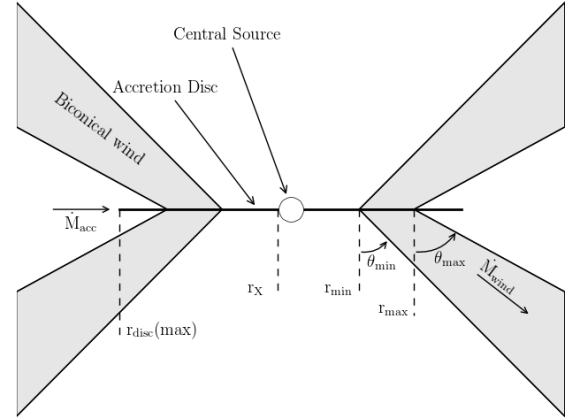 Central Source
Accretion Disc
Biconical wind
Ṁacc
θmin
θmax
Ṁwind
rX
rmin
rmax
rdisc(max)